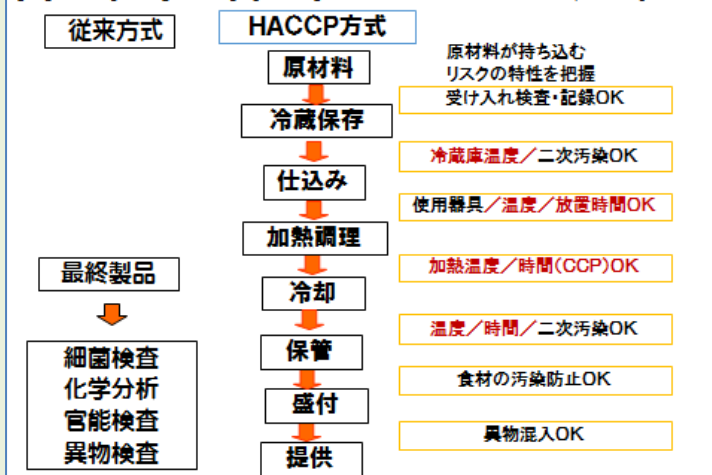 従来方式
HACCP方式
原材料
原材料が持ち込む
リスクの特性を把握
受け入れ検査・記録OK
冷蔵保存
冷蔵庫温度／二次汚染OK
仕込み
使用器具／温度／放置時間OK
加熱調理
加熱温度／時間(CCP)OK
最終製品
冷却
温度／時間／二次汚染OK
保管
細菌検査
化学分析
官能検査
異物検査
食材の汚染防止OK
盛付
異物混入OK
提供